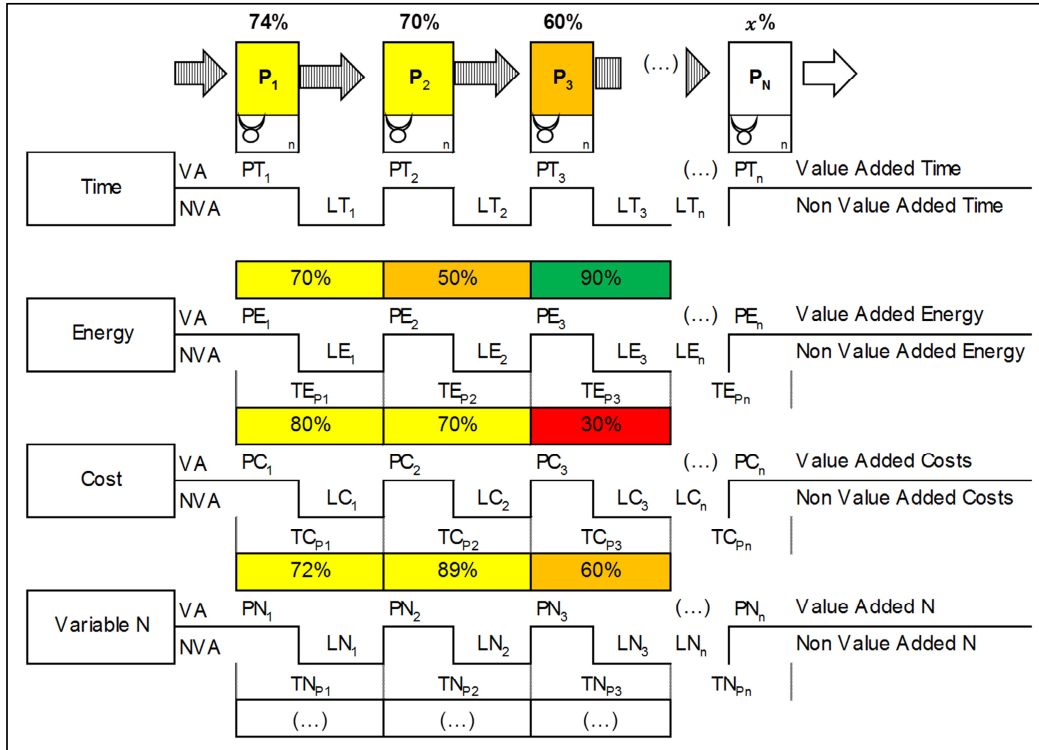 74% 70% 60% x%
P1 P2 P3 (...) PN
n n n n
Time VA PT1 PT2 PT3 (...) PTn Value Added Time
NVA LT1 LT2 LT3 LTn Non Value Added Time
70% 50% 90%
Energy VA PE1 PE2 PE3 (...) PEn Value Added Energy
NVA LE1 LE2 LE3 LEn Non Value Added Energy
TEP1 TEP2 TEP3 TEPn
80% 70% 30%
Cost VA PC1 PC2 PC3 (...) PCn Value Added Costs
NVA LC1 LC2 LC3 LCn Non Value Added Costs
TCP1 TCP2 TCP3 TCPn
72% 89% 60%
Variable N VA PN1 PN2 PN3 (...) PNn Value Added N
NVA LN1 LN2 LN3 LNn Non Value Added N
TNP1 TNP2 TNP3 TNPn
(...) (...) (...)